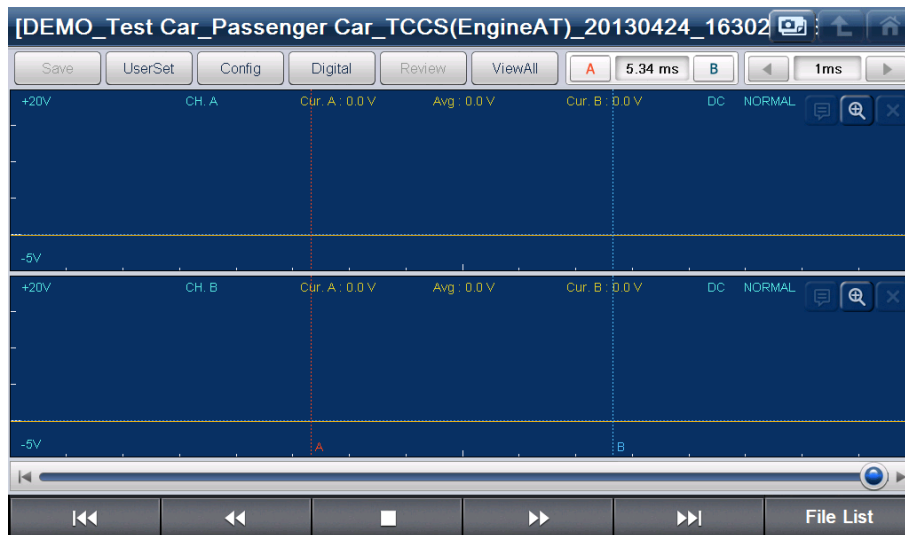 [DEMO_Test Car_Passenger Car_TCCS(EngineAT)_20130424_16302
Save UserSet Config Digital Review ViewAll A 5.34 ms B 1ms
+20V CH. A Cur. A : 0.0 V Avg : 0.0 V Cur. B : 0.0 V DC NORMAL
-5V
+20V CH. B Cur. A : 0.0 V Avg : 0.0 V Cur. B : 0.0 V DC NORMAL
-5V A B
File List